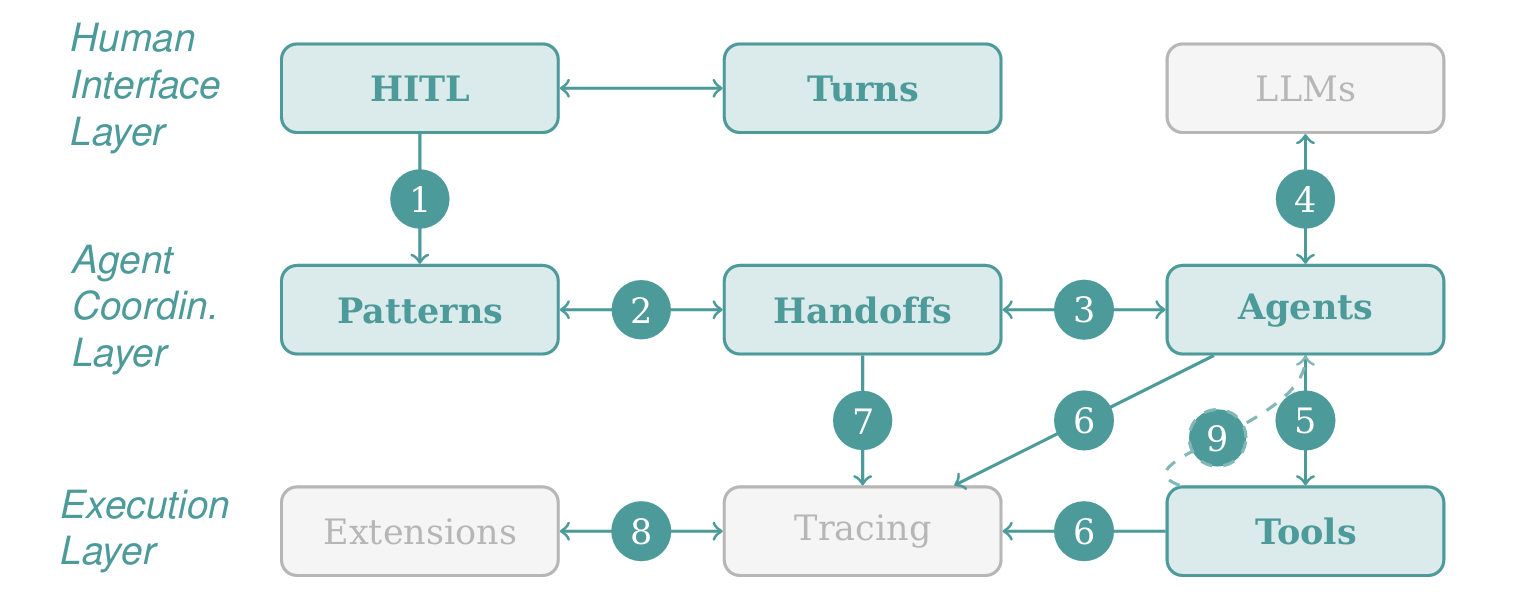 Human
Interface
Layer
HITL
Turns
LLMs
1
4
Agent
Coordin.
Layer
Patterns
2
Handoffs
3
Agents
7
6
9
5
Execution
Layer
Extensions
8
Tracing
6
Tools